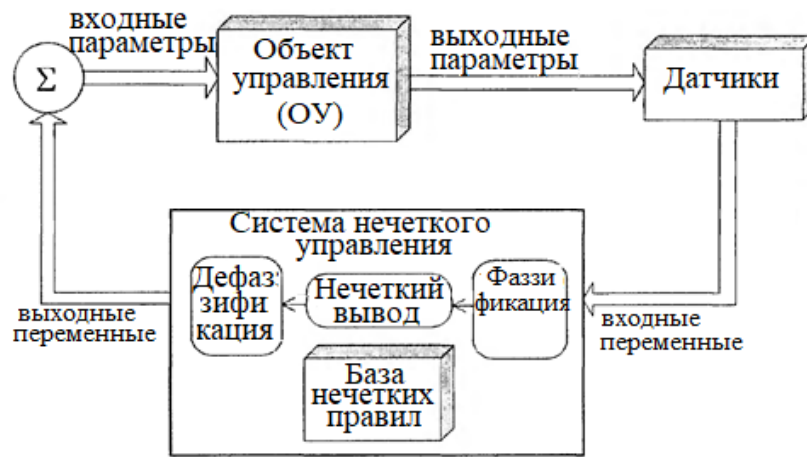 входные
параметры
Σ
Объект
управления
(ОУ)
выходные
параметры
Датчики
Система нечеткого
управления
Дефаз
зифи
кация
Нечеткий
вывод
Фаззи
фикация
База
нечетких
правил
выходные
переменные
входные
переменные